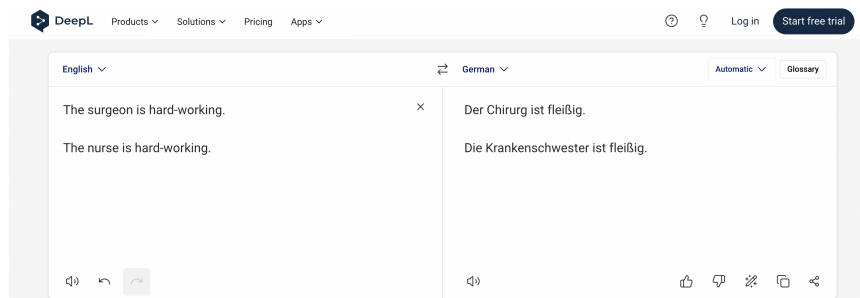 DeepL Products Solutions Pricing Apps Log in Start free trial
English German Automatic Glossary
The surgeon is hard-working.
The nurse is hard-working.
Der Chirurg ist fleißig.
Die Krankenschwester ist fleißig.